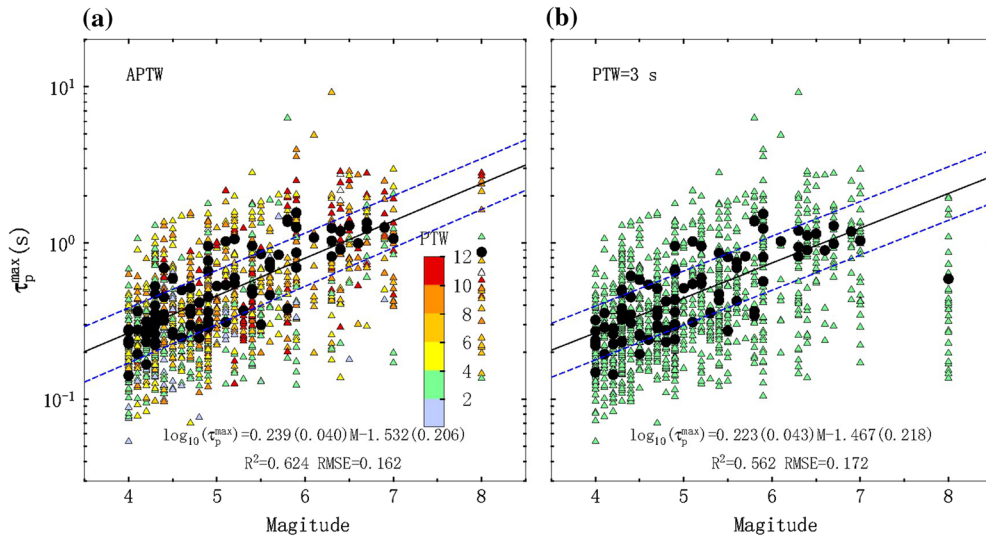 (a)
(b)
APTW
PTW=3 s
10¹
10⁰
10⁻¹
τₚᵐᵃˣ(s)
PTW
12
10
8
6
4
2
log₁₀(τₚᵐᵃˣ)=0.239(0.040)M-1.532(0.206)
R²=0.624 RMSE=0.162
log₁₀(τₚᵐᵃˣ)=0.223(0.043)M-1.467(0.218)
R²=0.562 RMSE=0.172
4 5 6 7 8
4 5 6 7 8
Magitude
Magitude